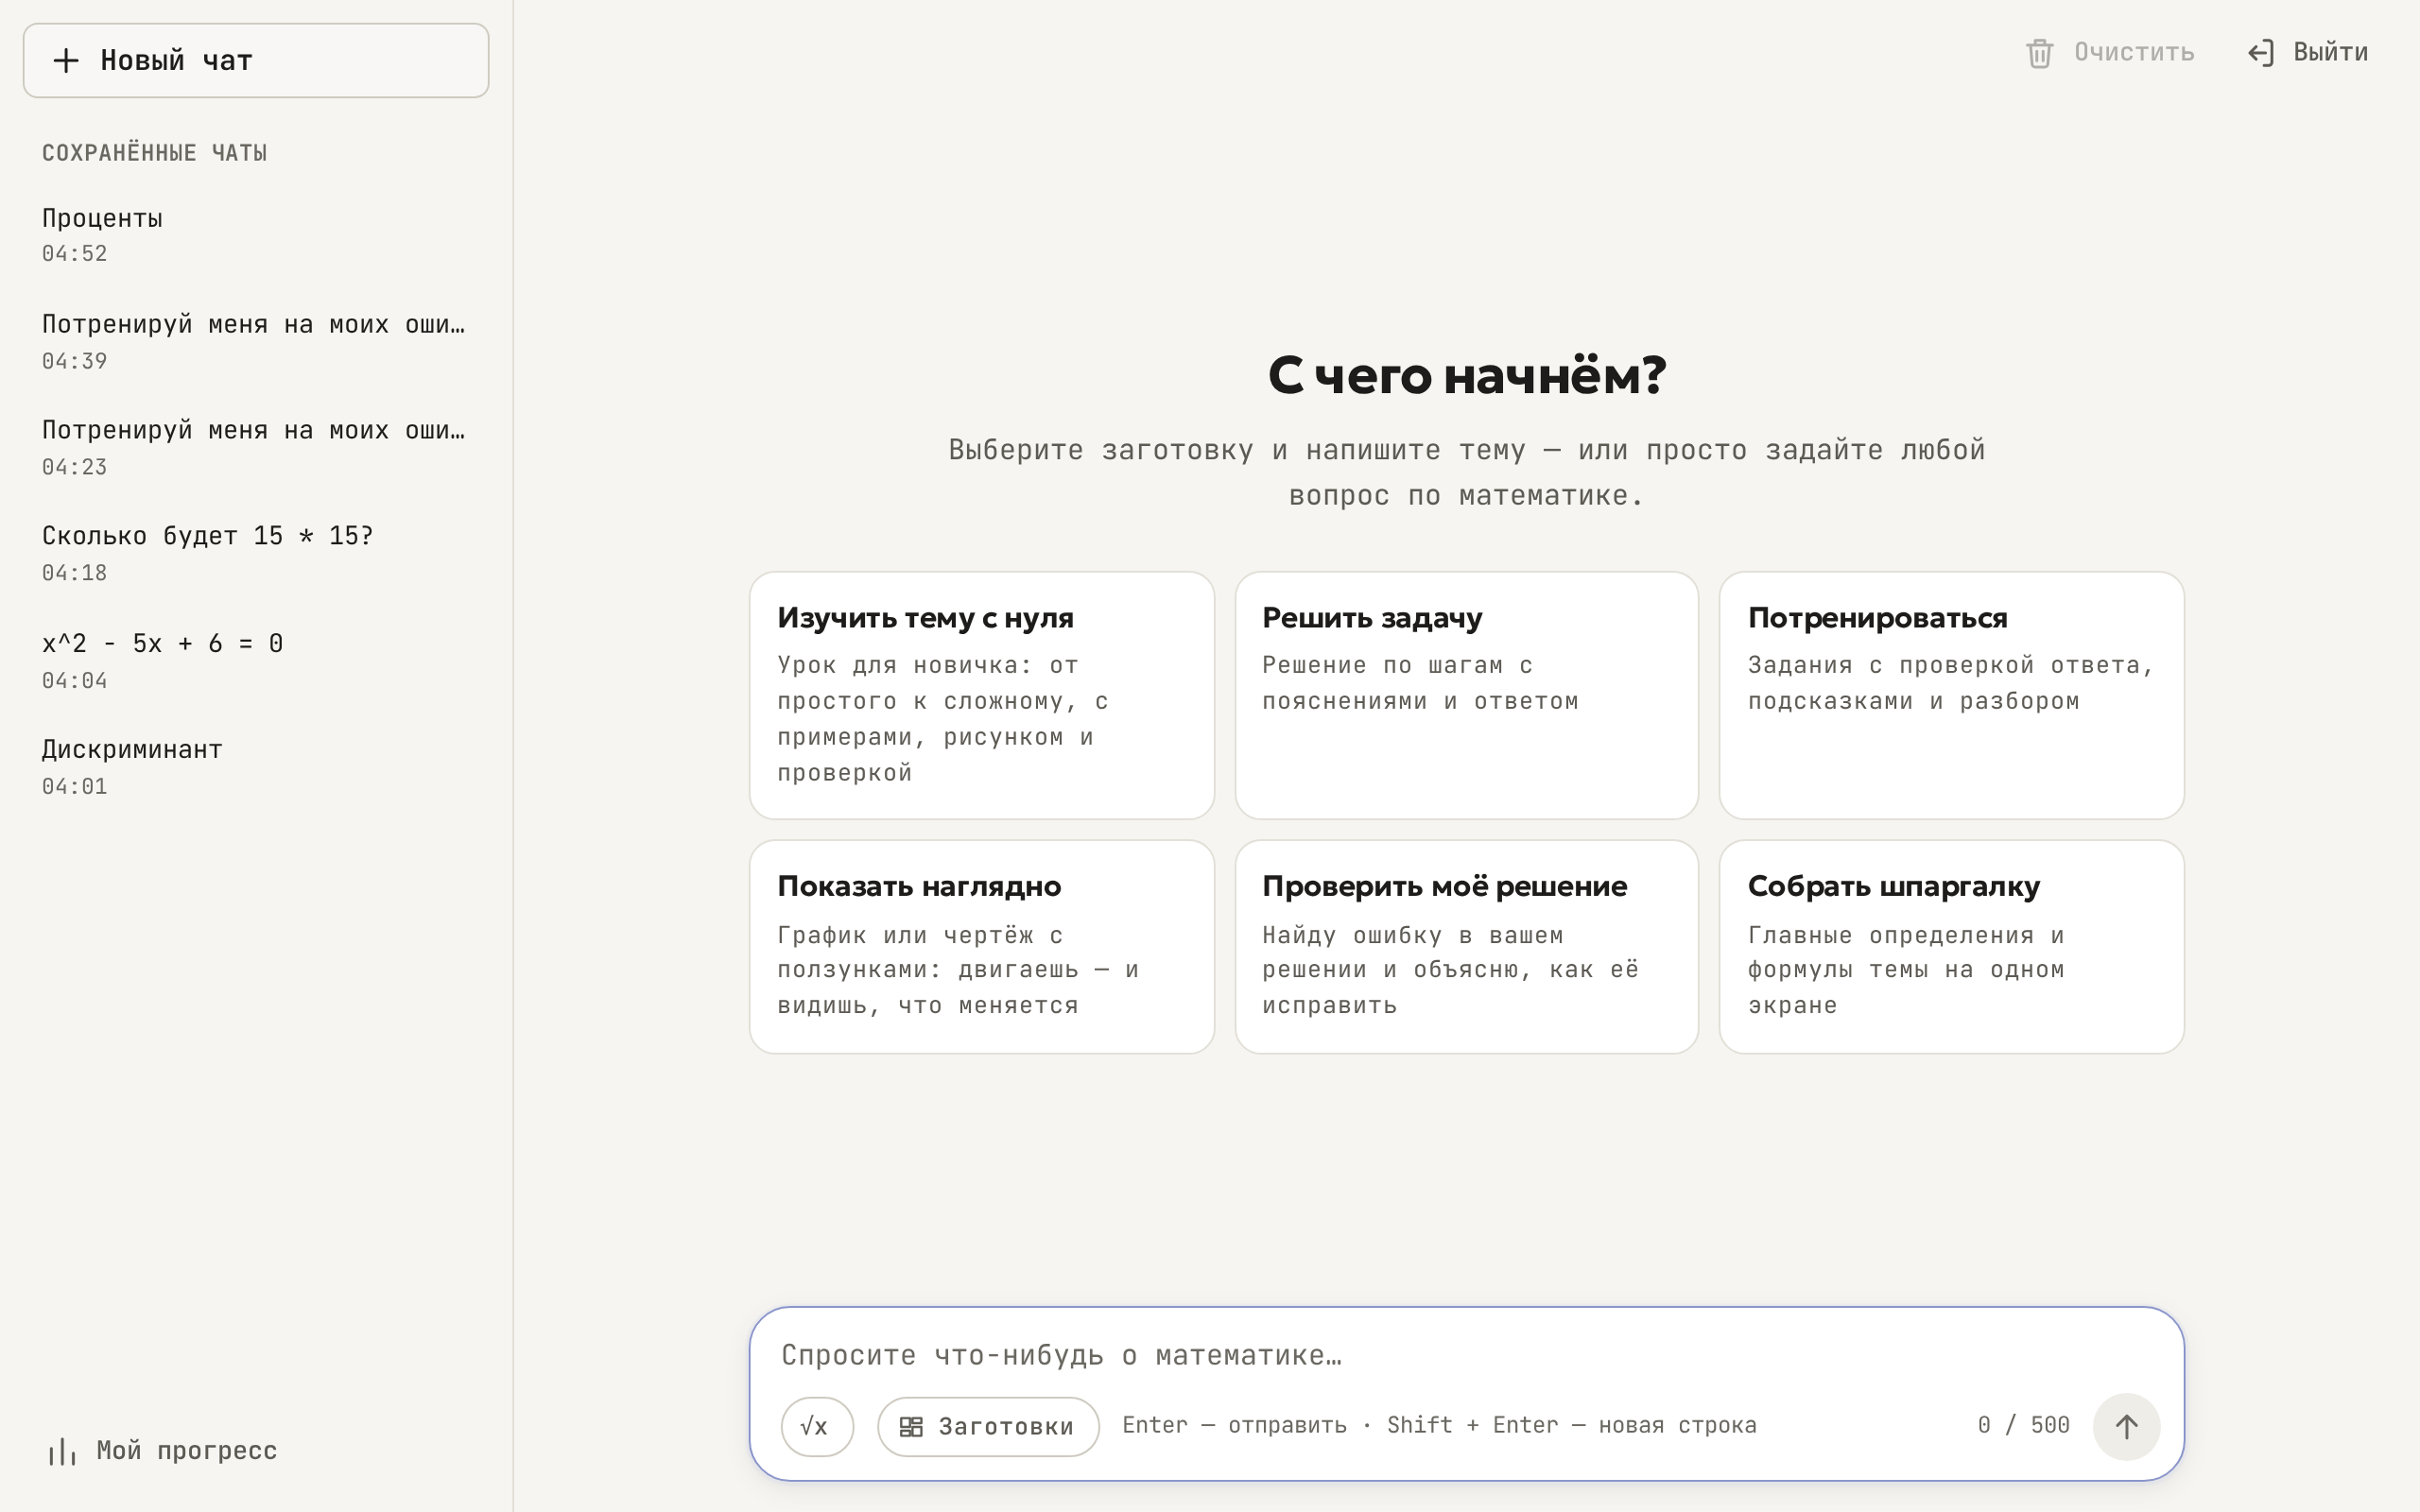 Новый чат
СОХРАНЁННЫЕ ЧАТЫ
Проценты
04:52
Потренируй меня на моих оши…
04:39
Потренируй меня на моих оши…
04:23
Сколько будет 15 * 15?
04:18
x^2 - 5x + 6 = 0
04:04
Дискриминант
04:01
Мой прогресс
Очистить
Выйти
С чего начнём?
Выберите заготовку и напишите тему — или просто задайте любой
вопрос по математике.
Изучить тему с нуля
Урок для новичка: от
простого к сложному, с
примерами, рисунком и
проверкой
Решить задачу
Решение по шагам с
пояснениями и ответом
Потренироваться
Задания с проверкой ответа,
подсказками и разбором
Показать наглядно
График или чертёж с
ползунками: двигаешь — и
видишь, что меняется
Проверить моё решение
Найду ошибку в вашем
решении и объясню, как её
исправить
Собрать шпаргалку
Главные определения и
формулы темы на одном
экране
Спросите что-нибудь о математике…
√x
Заготовки
Enter — отправить · Shift + Enter — новая строка
0 / 500